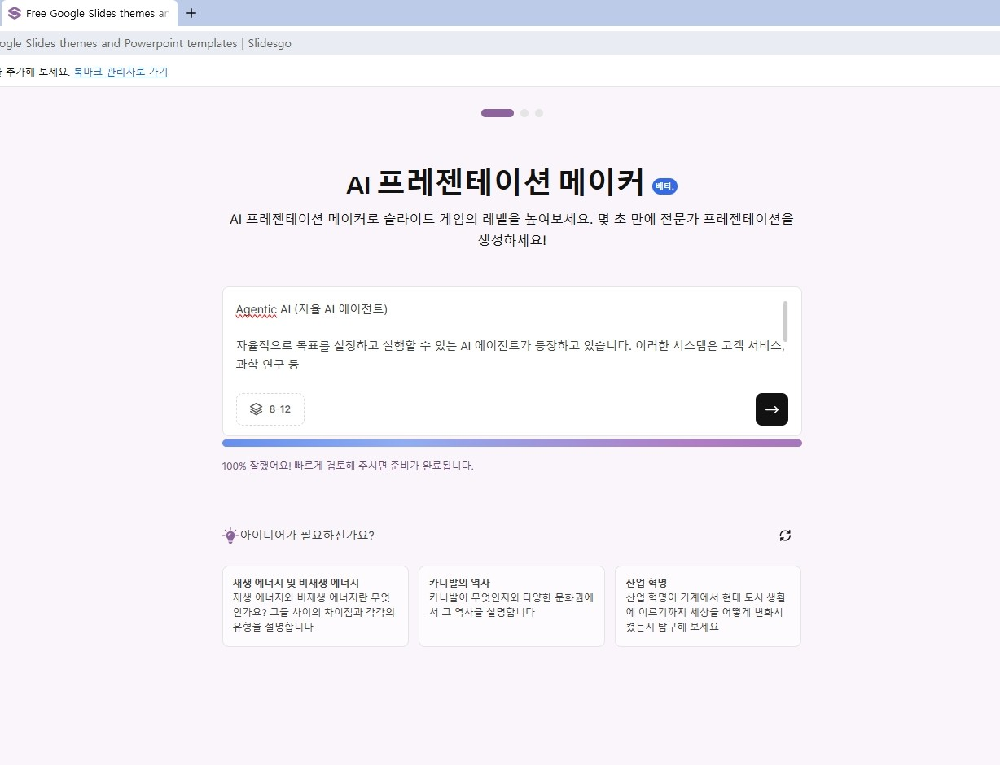 Free Google Slides themes an
ogle Slides themes and Powerpoint templates | Slidesgo
추가해 보세요. 북마크 관리자로 가기
AI 프레젠테이션 메이커 베타.
AI 프레젠테이션 메이커로 슬라이드 게임의 레벨을 높여보세요. 몇 초 만에 전문가 프레젠테이션을
생성하세요!
Agentic AI (자율 AI 에이전트)
자율적으로 목표를 설정하고 실행할 수 있는 AI 에이전트가 등장하고 있습니다. 이러한 시스템은 고객 서비스,
과학 연구 등
8-12
100% 잘했어요! 빠르게 검토해 주시면 준비가 완료됩니다.
아이디어가 필요하신가요?
재생 에너지 및 비재생 에너지
재생 에너지와 비재생 에너지란 무엇
인가요? 그들 사이의 차이점과 각각의
유형을 설명합니다
카니발의 역사
카니발이 무엇인지와 다양한 문화권에
서 그 역사를 설명합니다
산업 혁명
산업 혁명이 기계에서 현대 도시 생활
에 이르기까지 세상을 어떻게 변화시
켰는지 탐구해 보세요